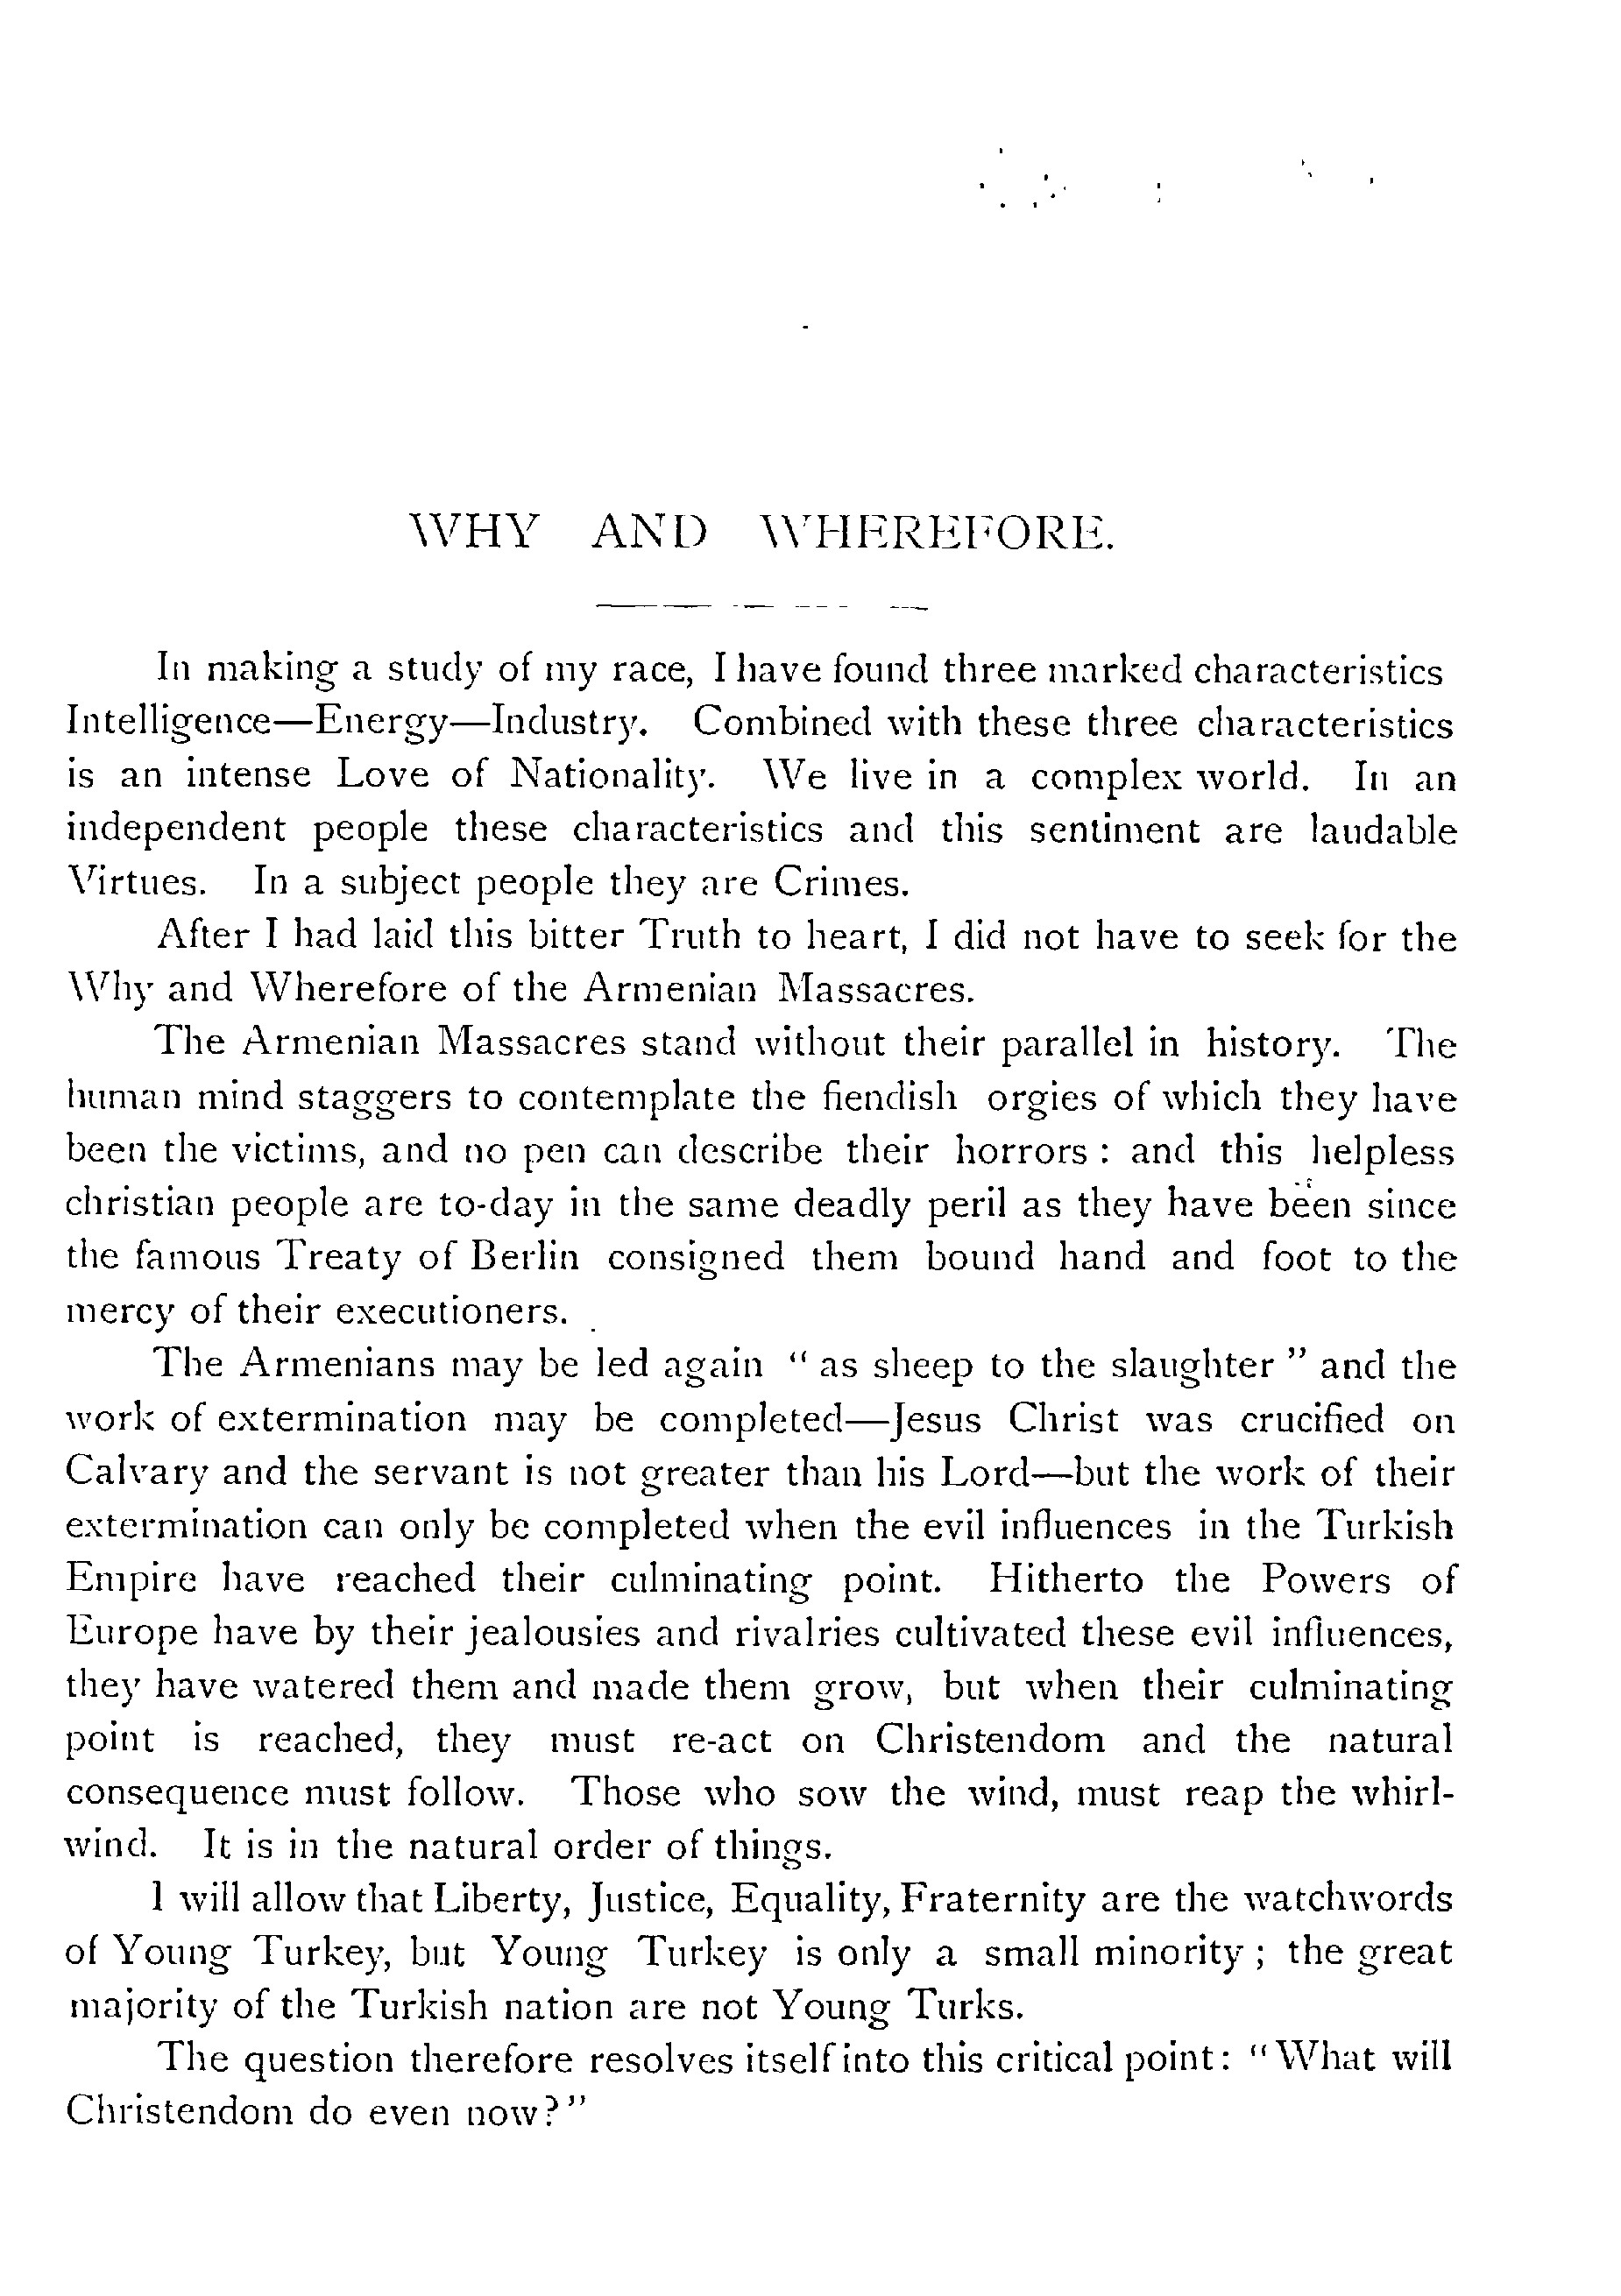 WHY AND WHEREFORE.
In making a study of my race, I have found three marked characteristics
Intelligence—Energy—Industry. Combined with these three characteristics
is an intense Love of Nationality. We live in a complex world. In an
independent people these characteristics and this sentiment are laudable
Virtues. In a subject people they are Crimes.
After I had laid this bitter Truth to heart, I did not have to seek for the
Why and Wherefore of the Armenian Massacres.
The Armenian Massacres stand without their parallel in history. The
human mind staggers to contemplate the fiendish orgies of which they have
been the victims, and no pen can describe their horrors : and this helpless
christian people are to-day in the same deadly peril as they have been since
the famous Treaty of Berlin consigned them bound hand and foot to the
mercy of their executioners.
The Armenians may be led again " as sheep to the slaughter " and the
work of extermination may be completed—Jesus Christ was crucified on
Calvary and the servant is not greater than his Lord—but the work of their
extermination can only be completed when the evil influences in the Turkish
Empire have reached their culminating point. Hitherto the Powers of
Europe have by their jealousies and rivalries cultivated these evil influences,
they have watered them and made them grow, but when their culminating
point is reached, they must re-act on Christendom and the natural
consequence must follow. Those who sow the wind, must reap the whirl-
wind. It is in the natural order of things.
I will allow that Liberty, Justice, Equality, Fraternity are the watchwords
of Young Turkey, but Young Turkey is only a small minority ; the great
majority of the Turkish nation are not Young Turks.
The question therefore resolves itself into this critical point: "What will
Christendom do even now?"